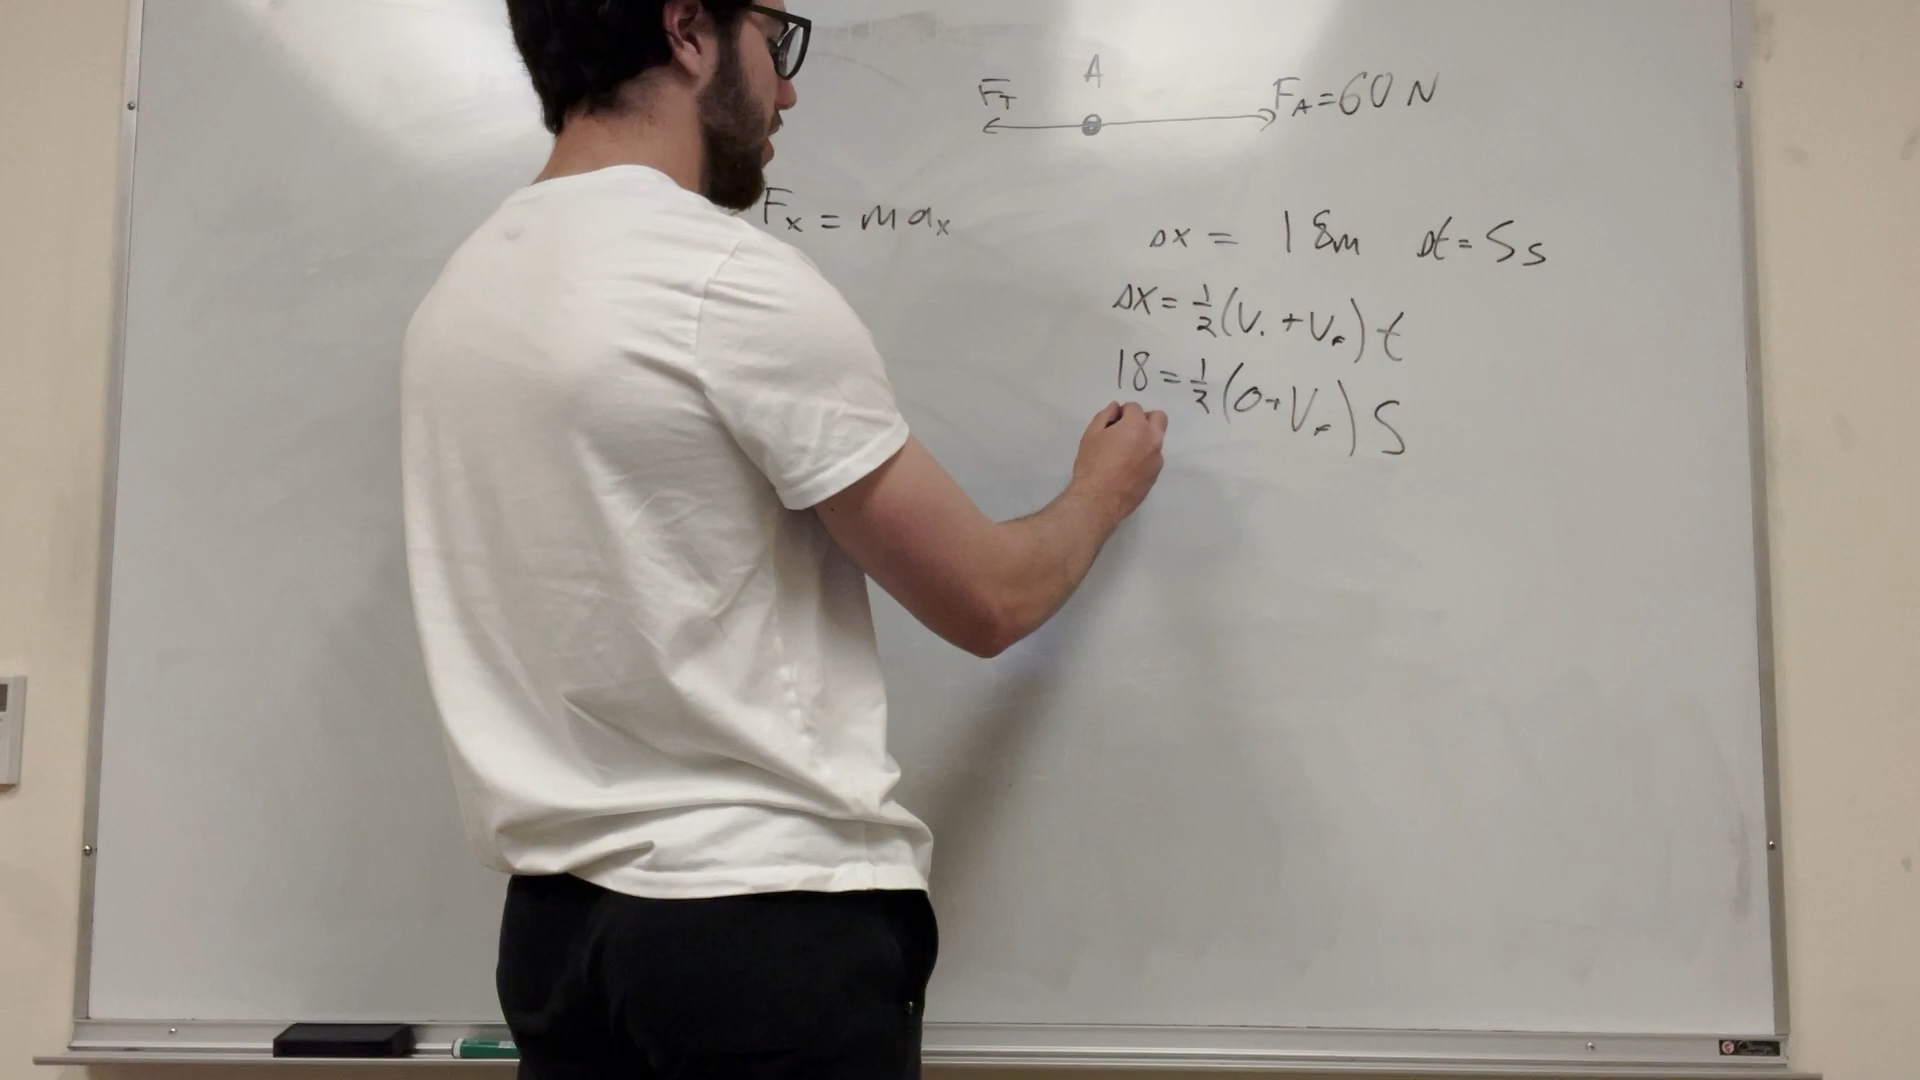 A
F_T F_A = 60 N
F_x = m a_x
Δx = 18m Δt = 5s
Δx = 1/2 (V_i + V_f) t
18 = 1/2 (0 + V_f) 5